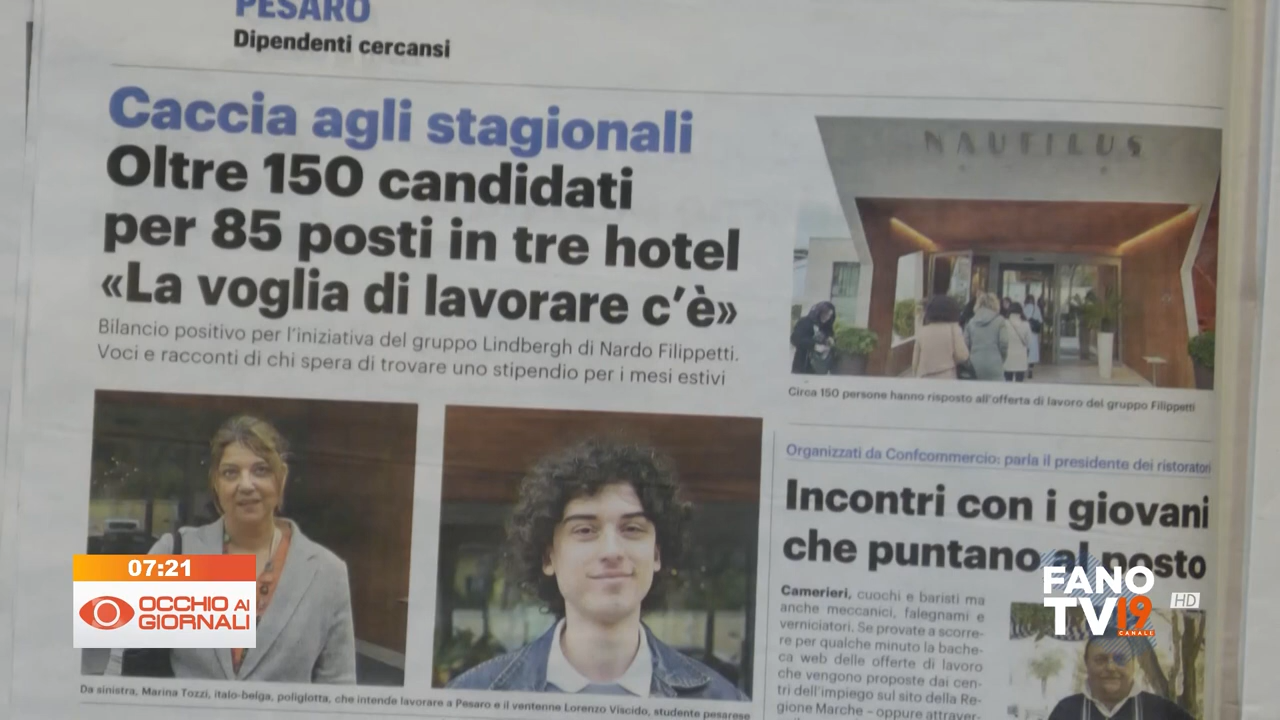 PESARO
Dipendenti cercansi
Caccia agli stagionali
Oltre 150 candidati
per 85 posti in tre hotel
«La voglia di lavorare c'è»
Bilancio positivo per l'iniziativa del gruppo Lindbergh di Nardo Filippetti.
Voci e racconti di chi spera di trovare uno stipendio per i mesi estivi
NAUTILUS
Circa 150 persone hanno risposto all'offerta di lavoro del gruppo Filippetti
Da sinistra, Marina Tozzi, italo-belga, poliglotta, che intende lavorare a Pesaro e il ventenne Lorenzo Viscido, studente pesarese
Organizzati da Confcommercio: parla il presidente dei ristoratori
Incontri con i giovani
che puntano al posto
Camerieri, cuochi e baristi ma
anche meccanici, falegnami e
verniciatori. Se provate a scorre-
re per qualche minuto la bache-
ca web delle offerte di lavoro
che vengono proposte dai cen-
tri dell'impiego sul sito della Re-
gione Marche – oppure attraver-
07:21
OCCHIO AI
GIORNALI
FANO
TV19
CANALE
HD